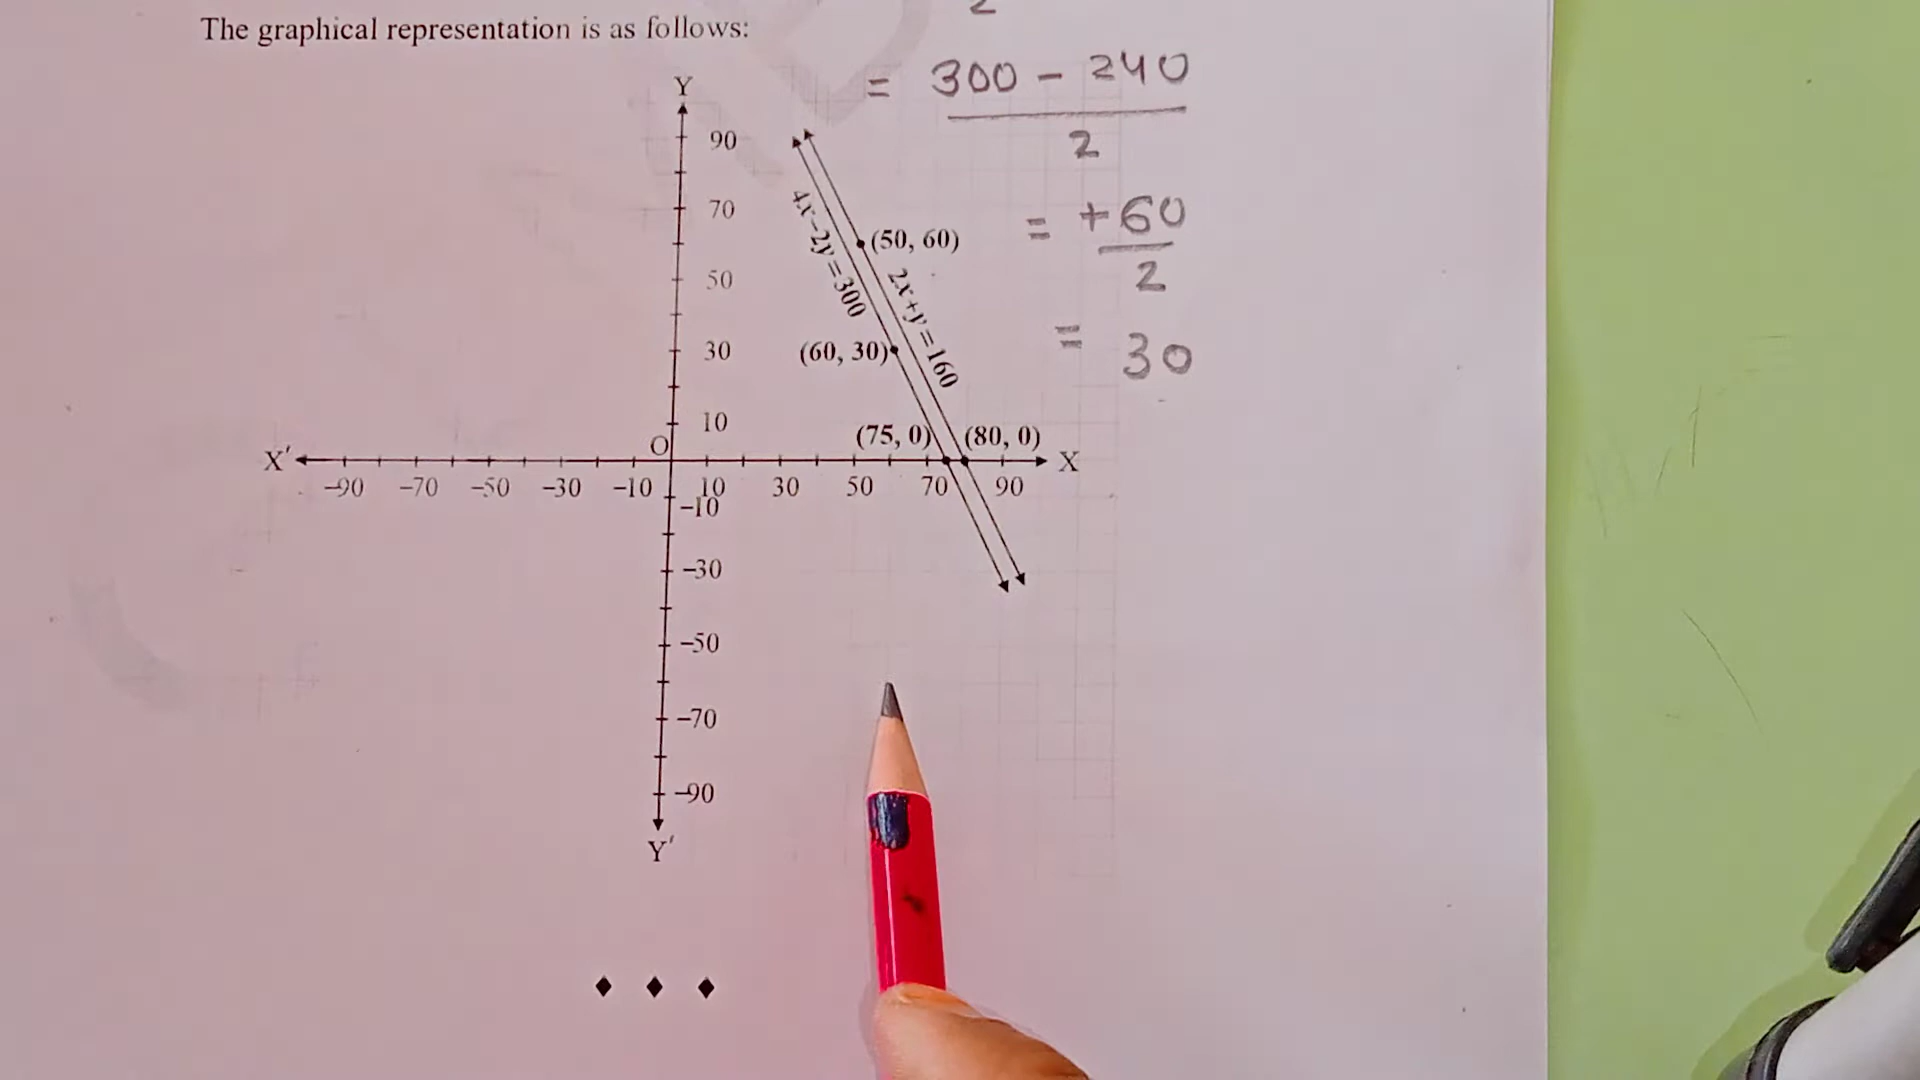 2
The graphical representation is as follows:
= 300 - 240
2
= +60
2
= 30
Y
90
70
50
30
10
O
X′
X
-90 -70 -50 -30 -10 10 30 50 70 90
-10
-30
-50
-70
-90
Y′
4x-2y=300
2x+y=160
(50, 60)
(60, 30)
(75, 0)
(80, 0)